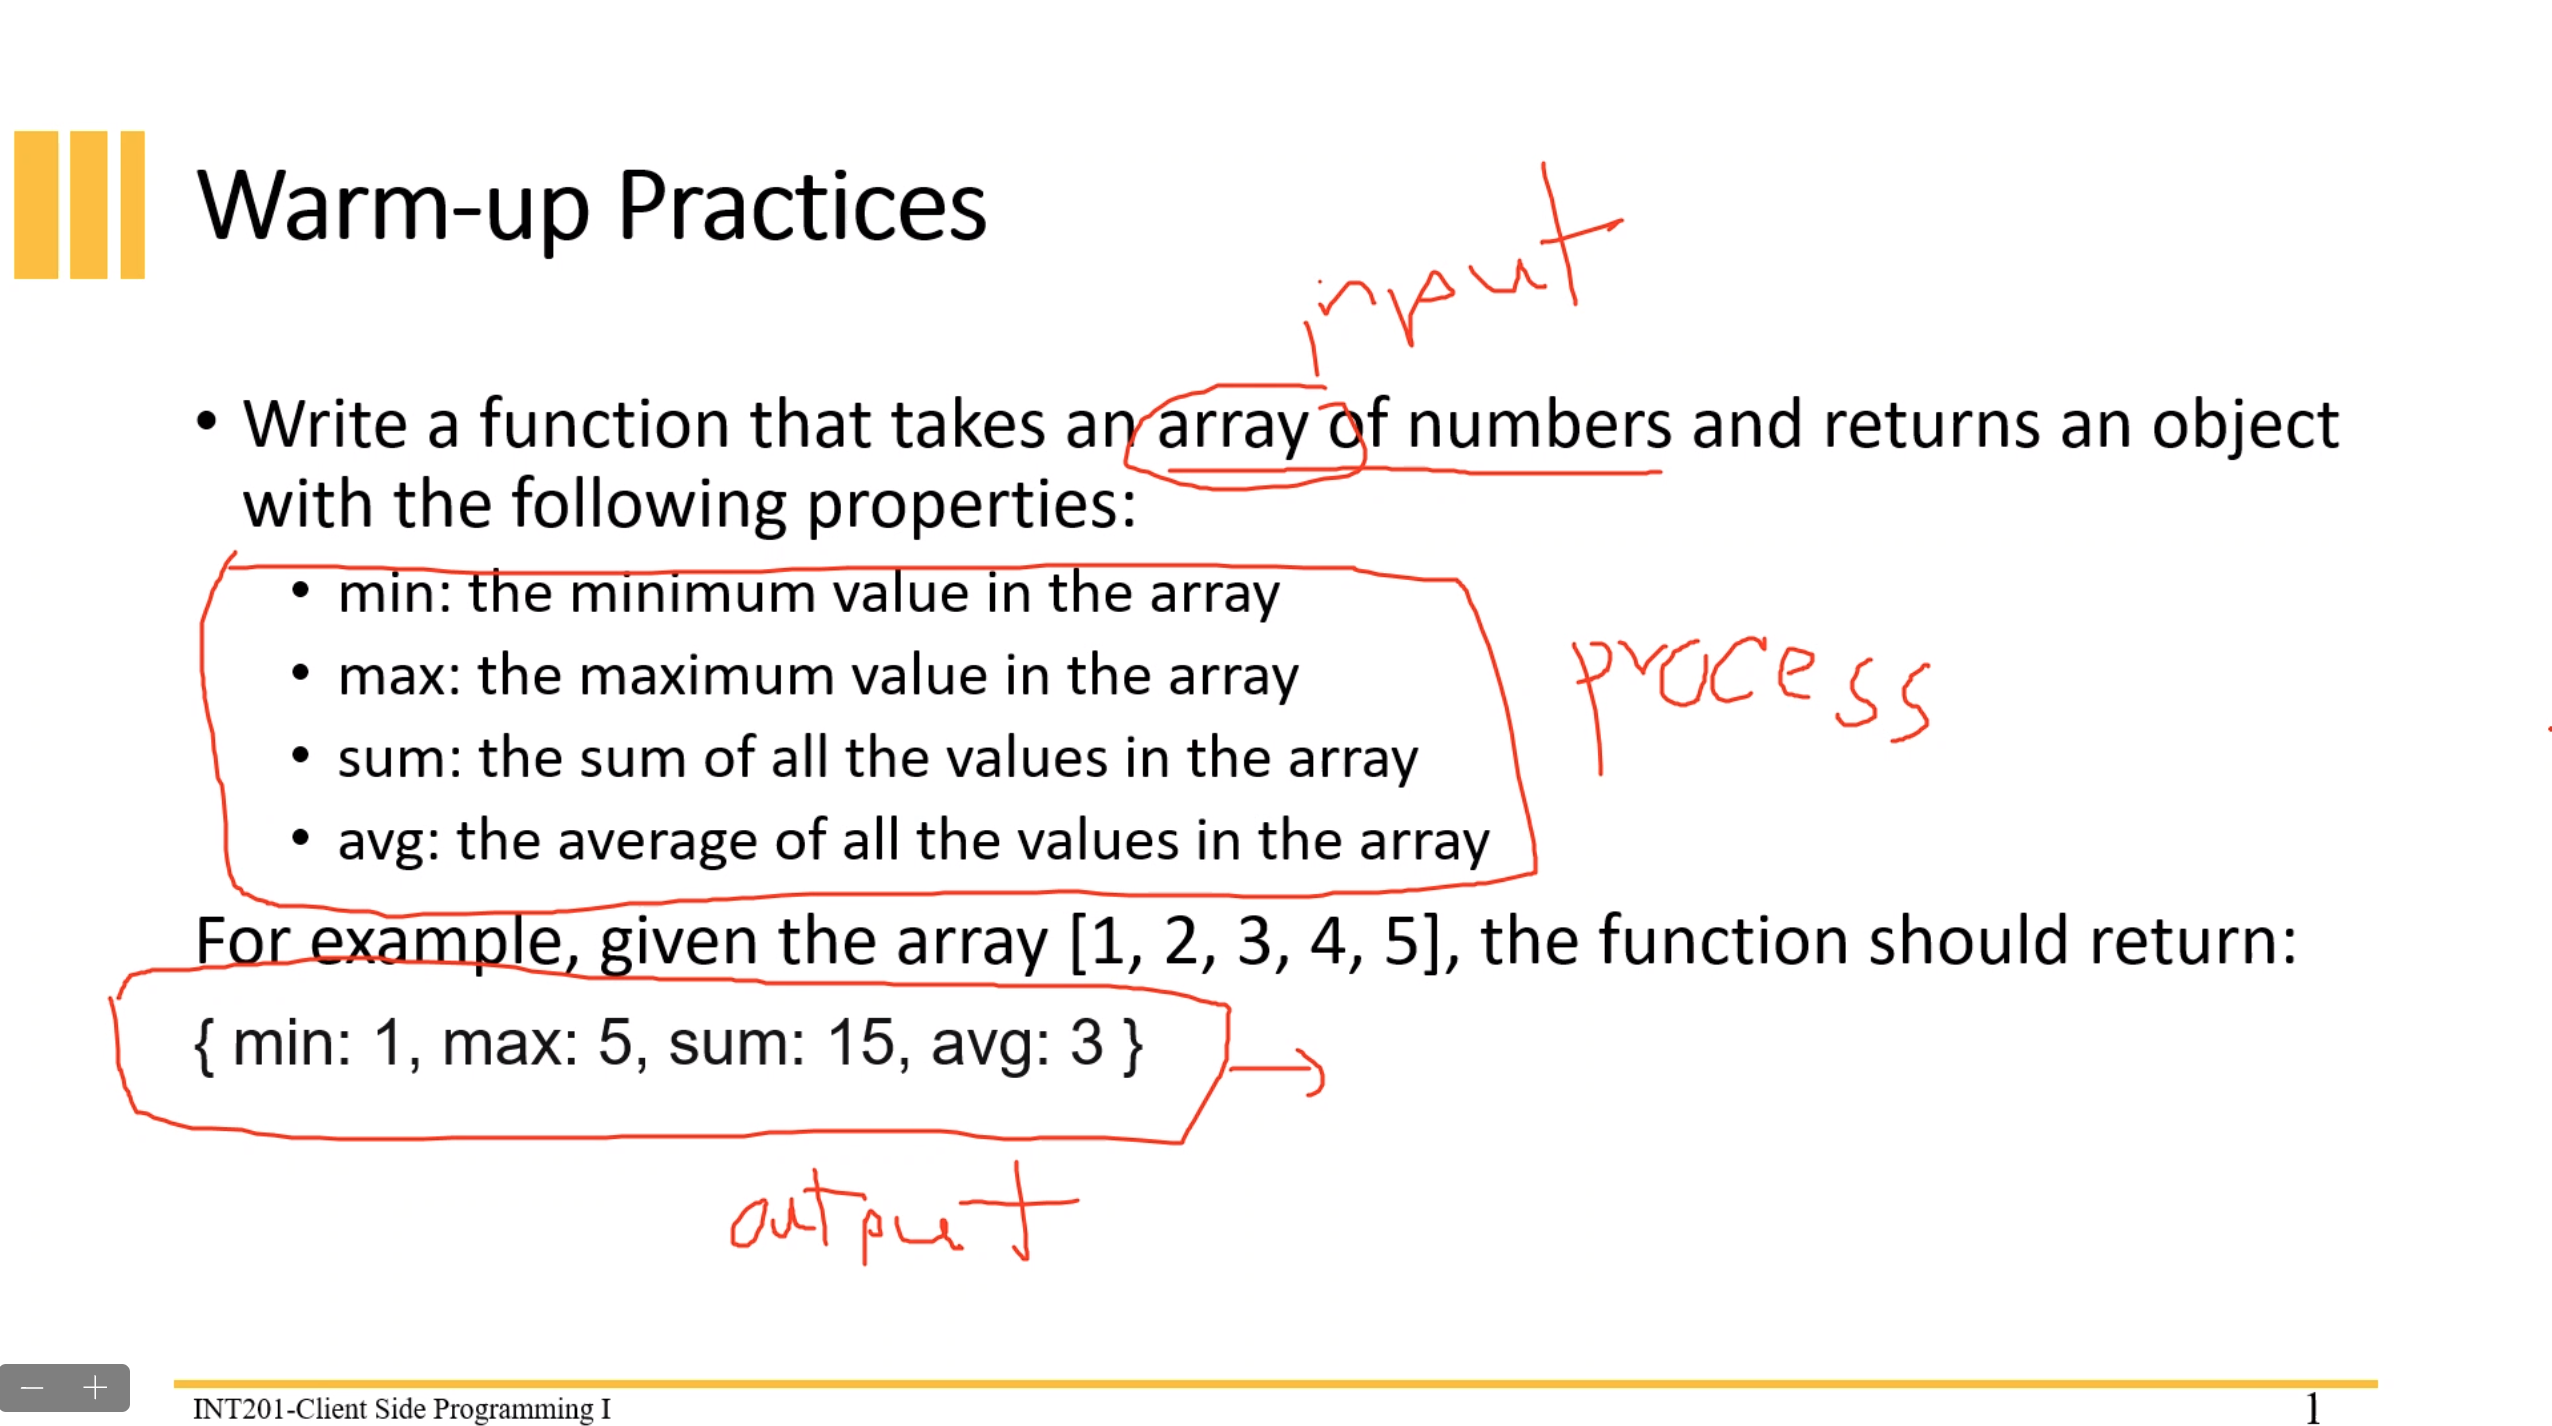 Warm-up Practices
input
• Write a function that takes an array of numbers and returns an object
with the following properties:
• min: the minimum value in the array
• max: the maximum value in the array
process
• sum: the sum of all the values in the array
• avg: the average of all the values in the array
For example, given the array [1, 2, 3, 4, 5], the function should return:
{ min: 1, max: 5, sum: 15, avg: 3 }
output
INT201-Client Side Programming I
1